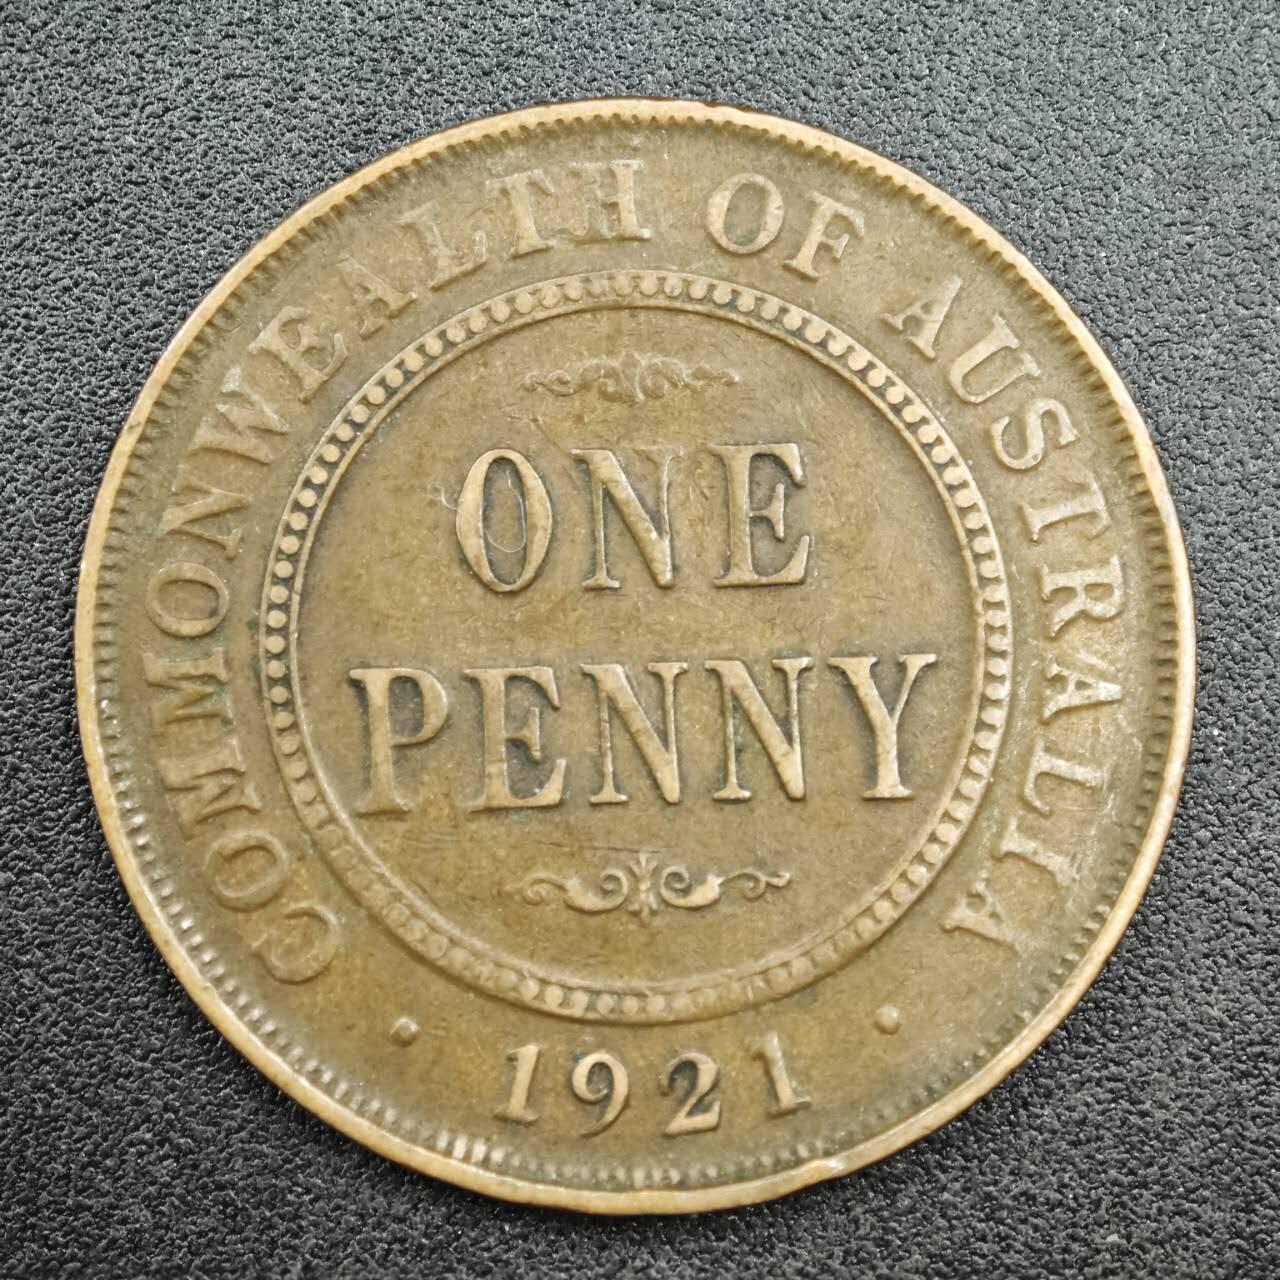 COMMONWEALTH OF AUSTRALIA
ONE
PENNY
· 1921 ·